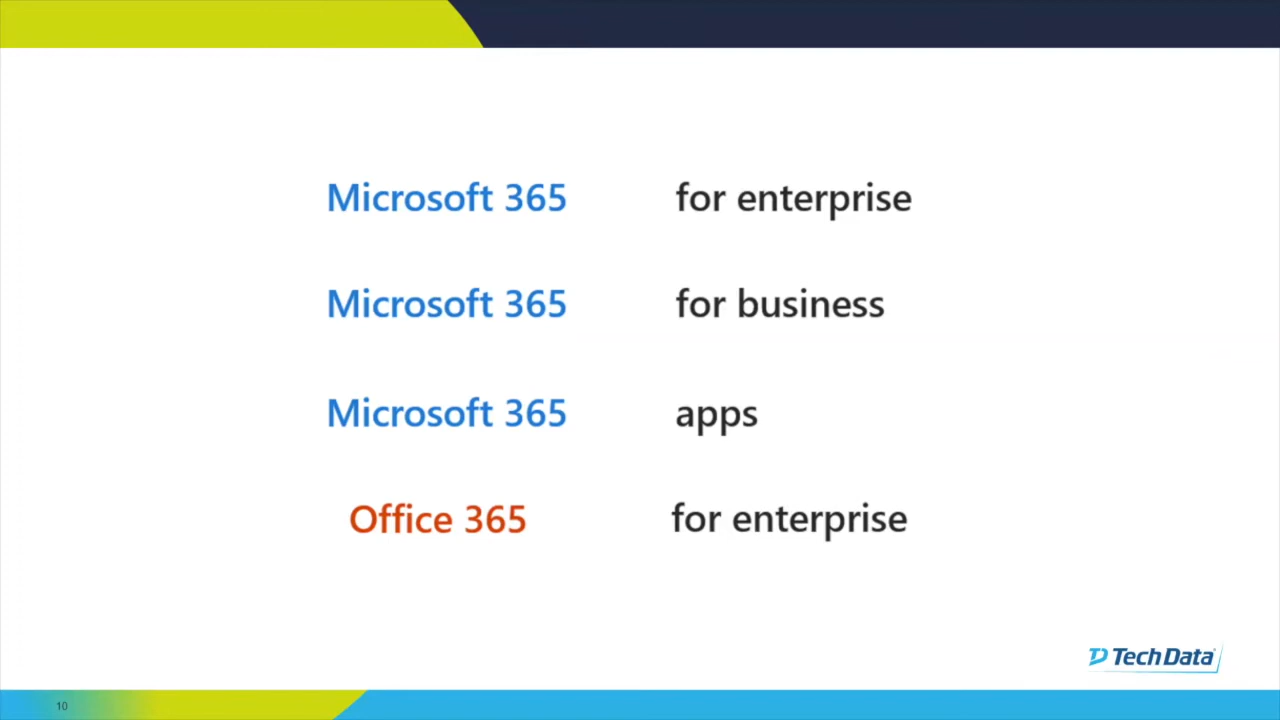 Microsoft 365 for enterprise
Microsoft 365 for business
Microsoft 365 apps
Office 365 for enterprise
TechData
10